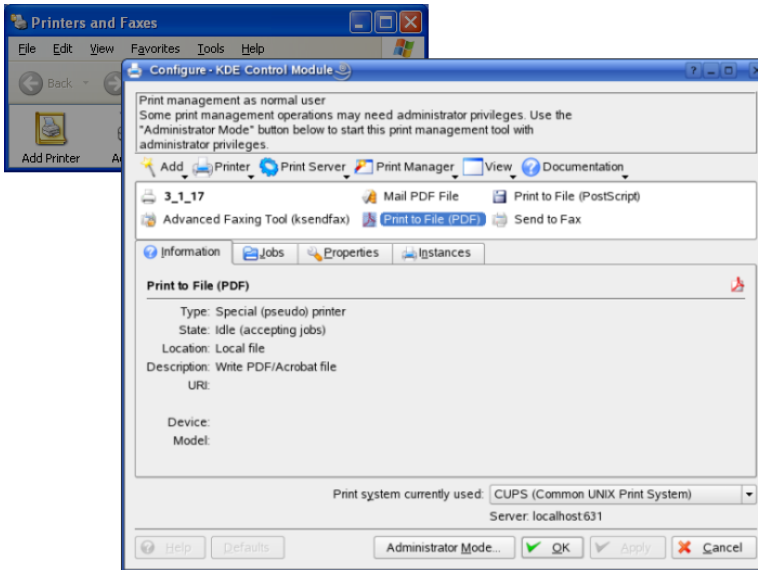 Printers and Faxes
File Edit View Favorites Tools Help
Back
Add Printer
Configure - KDE Control Module
Print management as normal user
Some print management operations may need administrator privileges. Use the
"Administrator Mode" button below to start this print management tool with
administrator privileges.
Add Printer Print Server Print Manager View Documentation
3_1_17 Mail PDF File Print to File (PostScript)
Advanced Faxing Tool (ksendfax) Print to File (PDF) Send to Fax
Information Jobs Properties Instances
Print to File (PDF)
Type: Special (pseudo) printer
State: Idle (accepting jobs)
Location: Local file
Description: Write PDF/Acrobat file
URI:
Device:
Model:
Print system currently used: CUPS (Common UNIX Print System)
Server: localhost:631
Help Defaults Administrator Mode... OK Apply Cancel